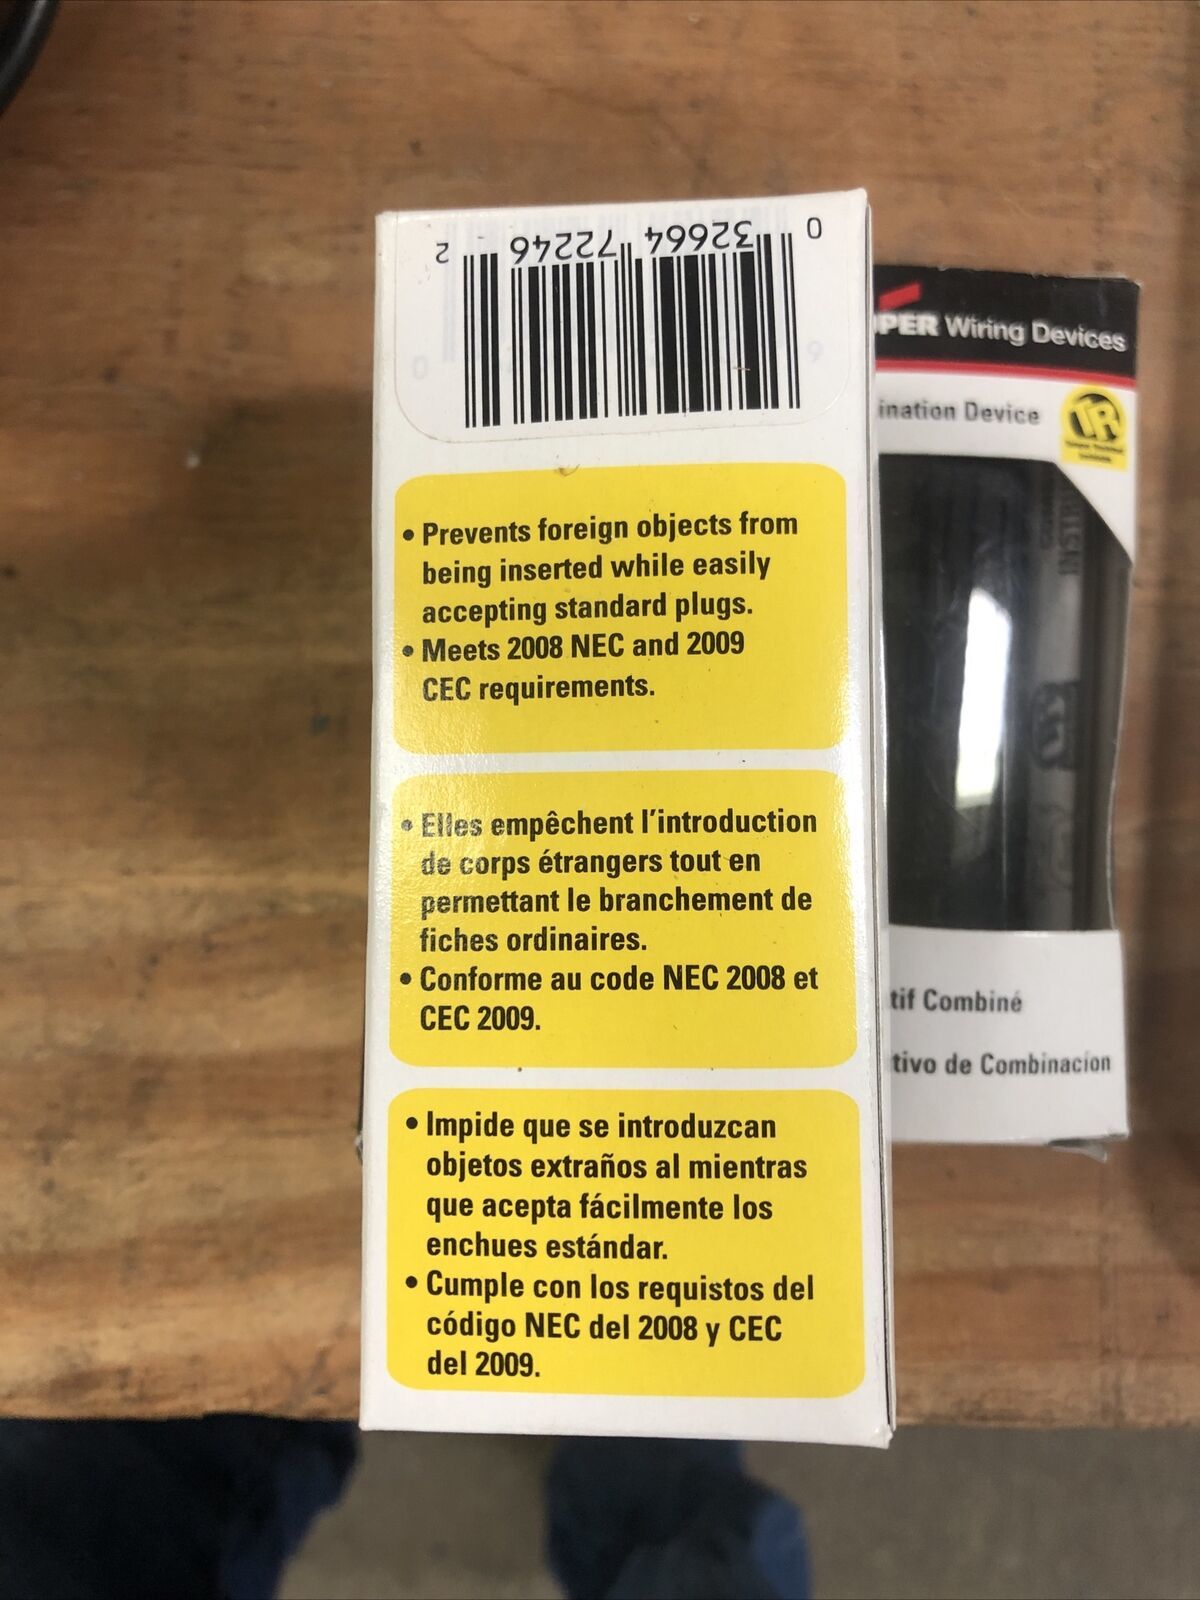 0 32664 72246 2
• Prevents foreign objects from
being inserted while easily
accepting standard plugs.
• Meets 2008 NEC and 2009
CEC requirements.
• Elles empêchent l'introduction
de corps étrangers tout en
permettant le branchement de
fiches ordinaires.
• Conforme au code NEC 2008 et
CEC 2009.
• Impide que se introduzcan
objetos extraños al mientras
que acepta fácilmente los
enchues estándar.
• Cumple con los requistos del
código NEC del 2008 y CEC
del 2009.
PER Wiring Devices
ination Device
TR
tif Combiné
tivo de Combinacion